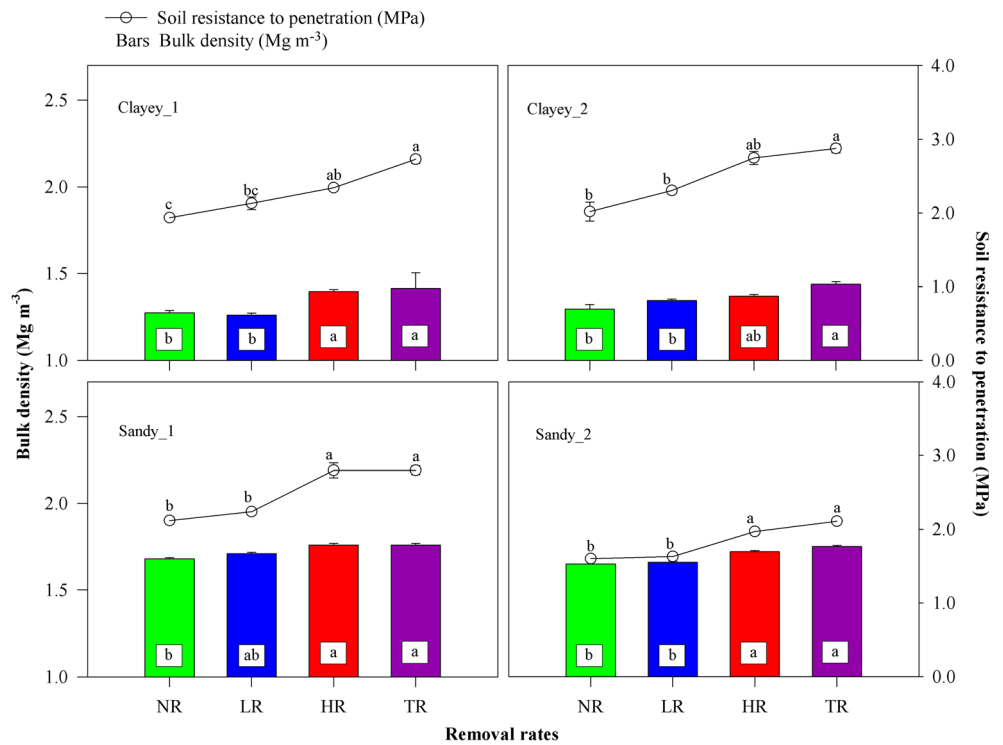 Soil resistance to penetration (MPa)
Bars Bulk density (Mg m⁻³)
Clayey_1
Clayey_2
2.5
2.0
1.5
1.0
c
bc
ab
a
b
b
a
a
b
b
ab
a
b
b
ab
a
4.0
3.0
2.0
1.0
0.0
Sandy_1
Sandy_2
2.5
2.0
1.5
1.0
b
b
a
a
b
ab
a
a
b
b
a
a
b
b
a
a
4.0
3.0
2.0
1.0
0.0
NR
LR
HR
TR
NR
LR
HR
TR
Bulk density (Mg m⁻³)
Soil resistance to penetration (MPa)
Removal rates